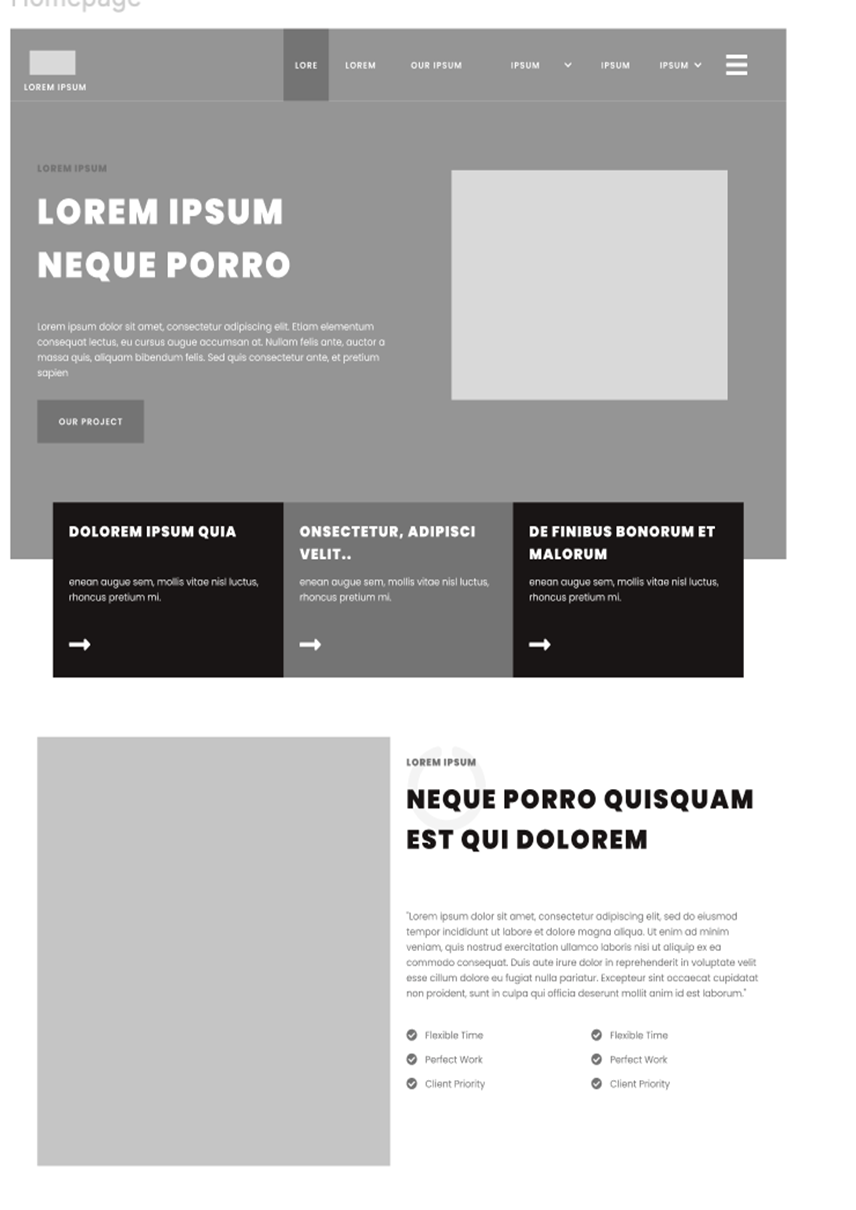 Homepage
LORE LOREM OUR IPSUM IPSUM IPSUM IPSUM
LOREM IPSUM
LOREM IPSUM
LOREM IPSUM
NEQUE PORRO
Lorem ipsum dolor sit amet, consectetur adipiscing elit. Etiam elementum
consequat lectus, eu cursus augue accumsan at. Nullam felis ante, auctor a
massa quis, aliquam bibendum felis. Sed quis consectetur ante, et pretium
sapien
OUR PROJECT
DOLOREM IPSUM QUIA
enean augue sem, mollis vitae nisl luctus,
rhoncus pretium mi.
ONSECTETUR, ADIPISCI
VELIT..
enean augue sem, mollis vitae nisl luctus,
rhoncus pretium mi.
DE FINIBUS BONORUM ET
MALORUM
enean augue sem, mollis vitae nisl luctus,
rhoncus pretium mi.
LOREM IPSUM
NEQUE PORRO QUISQUAM
EST QUI DOLOREM
"Lorem ipsum dolor sit amet, consectetur adipiscing elit, sed do eiusmod
tempor incididunt ut labore et dolore magna aliqua. Ut enim ad minim
veniam, quis nostrud exercitation ullamco laboris nisi ut aliquip ex ea
commodo consequat. Duis aute irure dolor in reprehenderit in voluptate velit
esse cillum dolore eu fugiat nulla pariatur. Excepteur sint occaecat cupidatat
non proident, sunt in culpa qui officia deserunt mollit anim id est laborum."
Flexible Time
Perfect Work
Client Priority
Flexible Time
Perfect Work
Client Priority